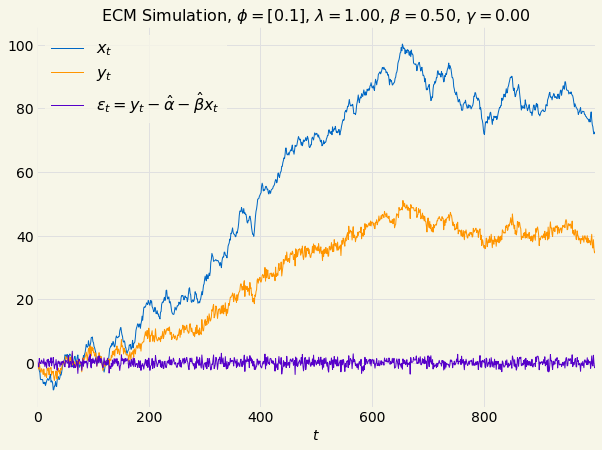 ECM Simulation, ϕ = [0.1], λ = 1.00, β = 0.50, γ = 0.00
x_t
y_t
ε_t = y_t − α̂ − β̂x_t
100
80
60
40
20
0
0 200 400 600 800
t